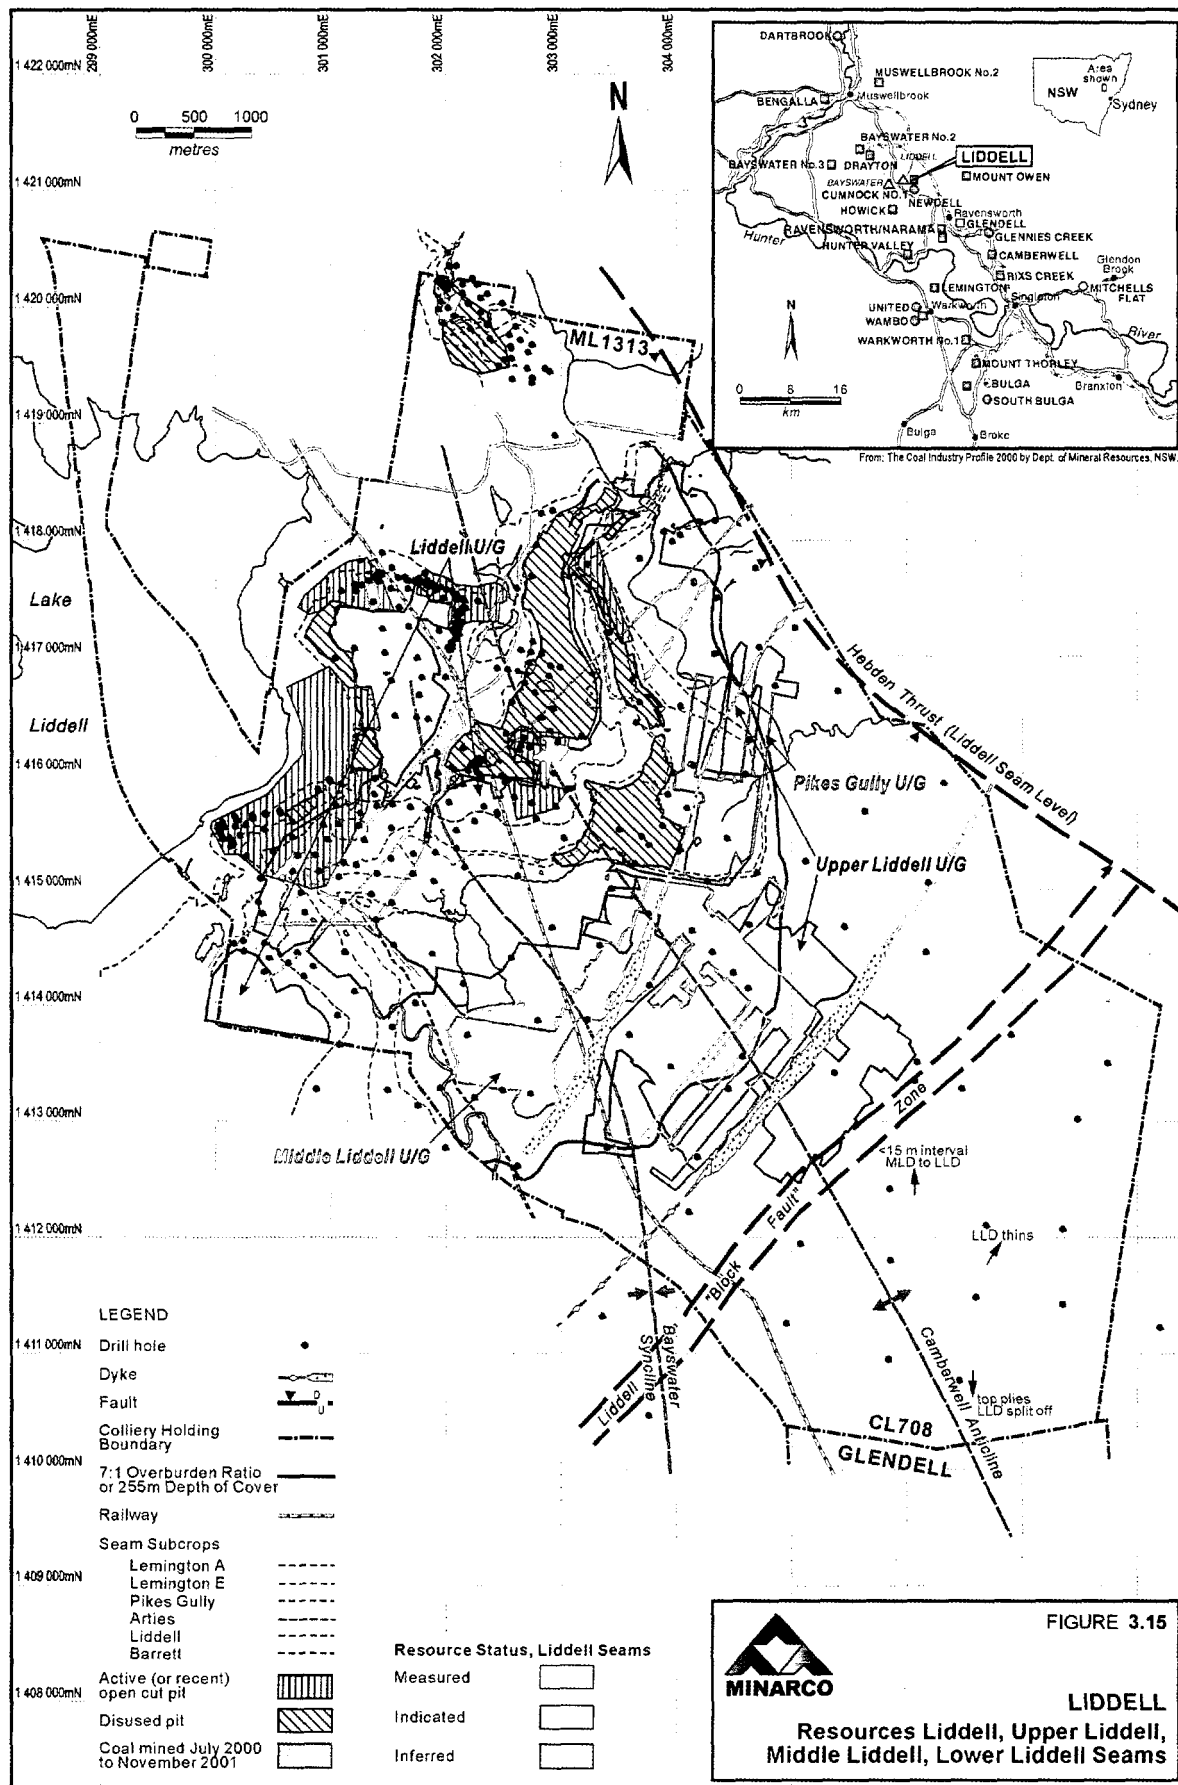 299 000mE
300 000mE
301 000mE
302 000mE
303 000mE
304 000mE
1 422 000mN
1 421 000mN
1 420 000mN
1 419 000mN
1 418 000mN
1 417 000mN
1 416 000mN
1 415 000mN
1 414 000mN
1 413 000mN
1 412 000mN
1 411 000mN
1 410 000mN
1 409 000mN
1 408 000mN
0 500 1000
metres
N
DARTBROOK
MUSWELLBROOK No.2
BENGALLA
Muswellbrook
NSW
Area
shown
Sydney
BAYSWATER No.2
LIDDELL
BAYSWATER No.3
DRAYTON
LIDDELL
MOUNT OWEN
BAYSWATER
CUMNOCK NO.1
NEWDELL
HOWICK
Ravensworth
GLENDELL
RAVENSWORTH/NARAMA
GLENNIES CREEK
Hunter
HUNTER VALLEY
CAMBERWELL
Glendon
Brook
RIXS CREEK
LEMINGTON
MITCHELLS
FLAT
N
UNITED
Warkworth
Singleton
WAMBO
River
WARKWORTH No.1
MOUNT THORLEY
BULGA
Branxton
SOUTH BULGA
0 8 16
km
Bulga
Broke
From: The Coal Industry Profile 2000 by Dept. of Mineral Resources, NSW.
ML1313
Liddell U/G
Lake
Liddell
Hebden Thrust (Liddell Seam Level)
Pikes Gully U/G
Upper Liddell U/G
Middle Liddell U/G
Liddell "Block Fault" Zone
<15 m interval
MLD to LLD
LLD thins
Bayswater
Syncline
Camberwell Anticline
top plies
LLD split off
CL708
GLENDELL
LEGEND
Drill hole
Dyke
Fault
D
U
Colliery Holding
Boundary
7:1 Overburden Ratio
or 255m Depth of Cover
Railway
Seam Subcrops
Lemington A
Lemington E
Pikes Gully
Arties
Liddell
Barrett
Active (or recent)
open cut pit
Disused pit
Coal mined July 2000
to November 2001
Resource Status, Liddell Seams
Measured
Indicated
Inferred
MINARCO
FIGURE 3.15
LIDDELL
Resources Liddell, Upper Liddell,
Middle Liddell, Lower Liddell Seams